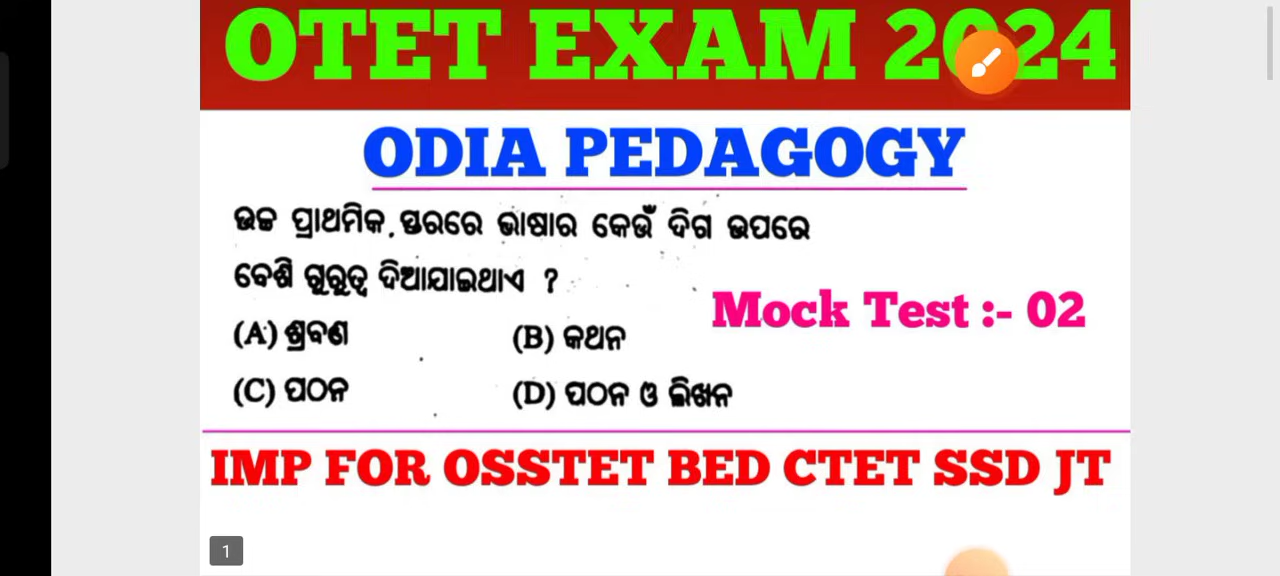 OTET EXAM 2024
ODIA PEDAGOGY
ଉଚ୍ଚ ପ୍ରାଥମିକ ସ୍ତରରେ ଭାଷାର କେଉଁ ଦିଗ ଉପରେ
ବେଶି ଗୁରୁତ୍ୱ ଦିଆଯାଇଥାଏ ?
Mock Test :- 02
(A) ଶ୍ରବଣ (B) କଥନ
(C) ପଠନ (D) ପଠନ ଓ ଲିଖନ
IMP FOR OSSTET BED CTET SSD JT
1